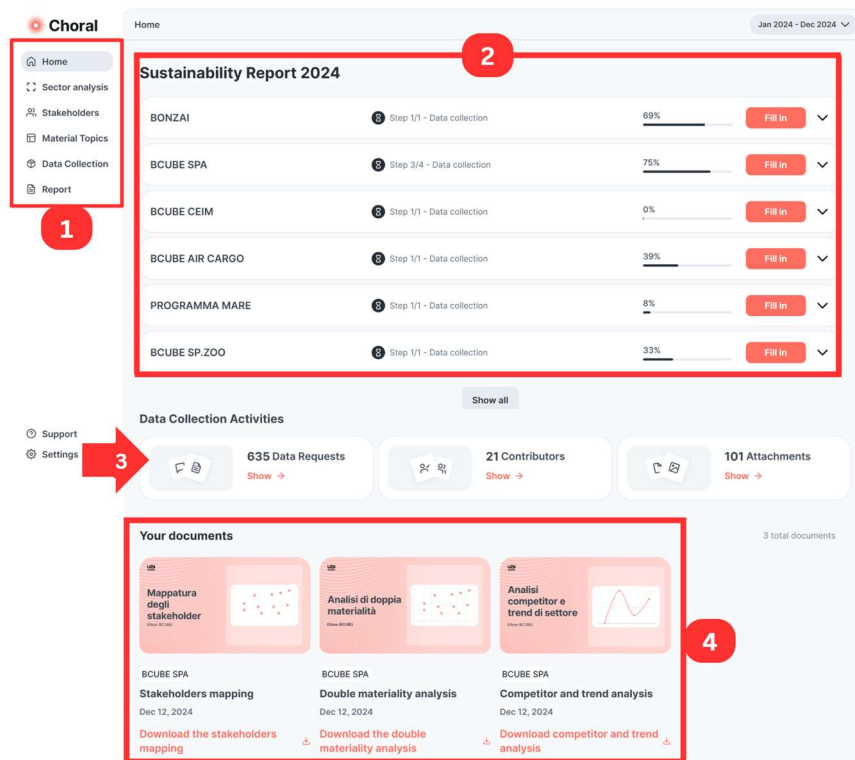 Choral
Home
Jan 2024 - Dec 2024
Home
Sector analysis
Stakeholders
Material Topics
Data Collection
Report
1
2
Sustainability Report 2024
BONZAI
Step 1/1 - Data collection
69%
Fill in
BCUBE SPA
Step 3/4 - Data collection
75%
Fill in
BCUBE CEIM
Step 1/1 - Data collection
0%
Fill in
BCUBE AIR CARGO
Step 1/1 - Data collection
39%
Fill in
PROGRAMMA MARE
Step 1/1 - Data collection
8%
Fill in
BCUBE SP.ZOO
Step 1/1 - Data collection
33%
Fill in
Show all
Support
Settings
3
Data Collection Activities
635 Data Requests
Show →
21 Contributors
Show →
101 Attachments
Show →
Your documents
3 total documents
Mappatura
degli
stakeholder
Analisi di doppia
materialità
Analisi
competitor e
trend di settore
4
BCUBE SPA
Stakeholders mapping
Dec 12, 2024
Download the stakeholders
mapping
BCUBE SPA
Double materiality analysis
Dec 12, 2024
Download the double
materiality analysis
BCUBE SPA
Competitor and trend analysis
Dec 12, 2024
Download competitor and trend
analysis